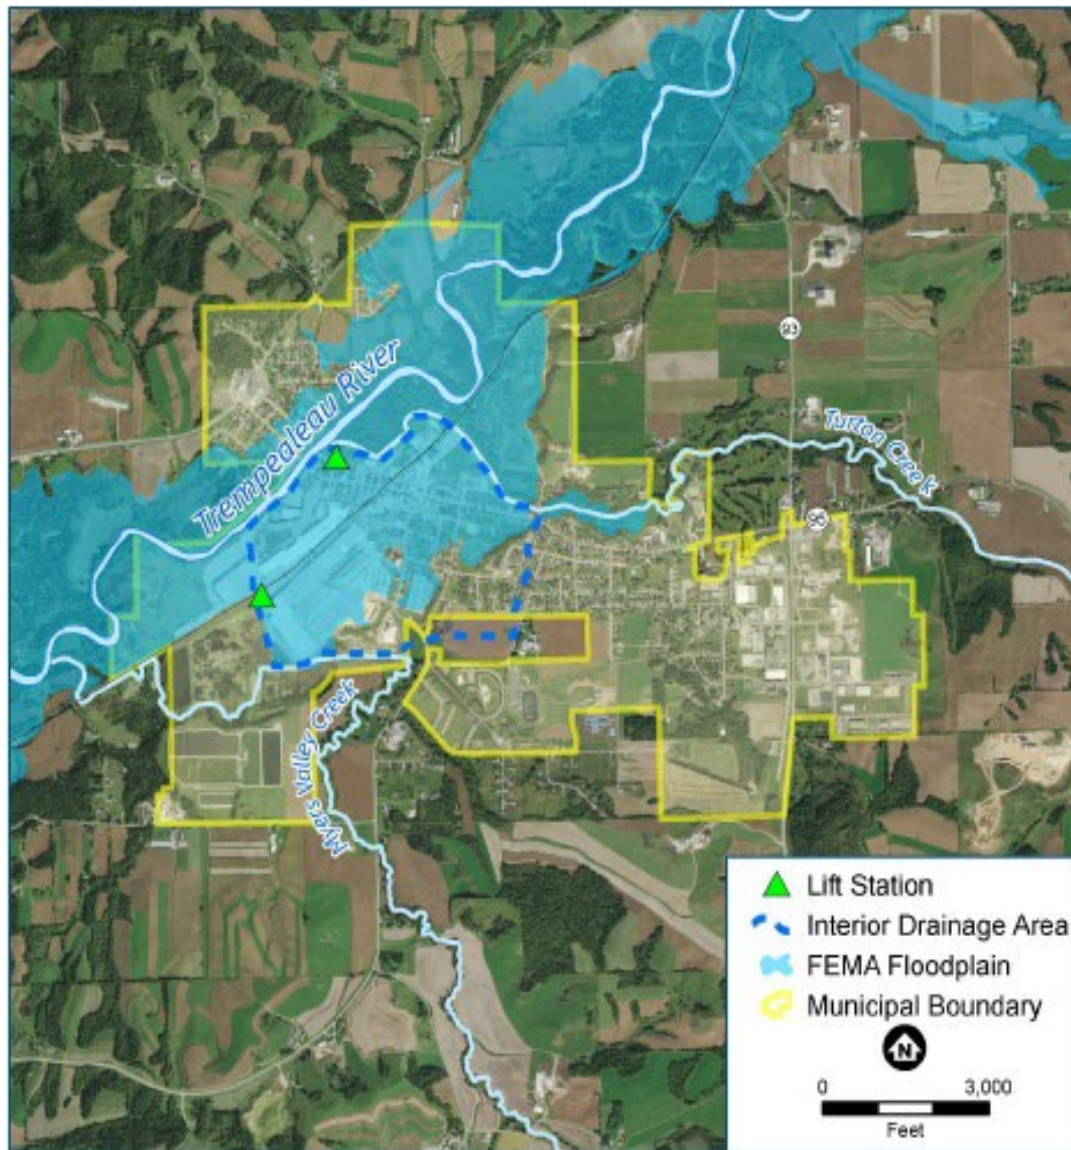 93
Trempealeau River
Turton Creek
95
Myers Valley Creek
Lift Station
Interior Drainage Area
FEMA Floodplain
Municipal Boundary
N
0 3,000
Feet